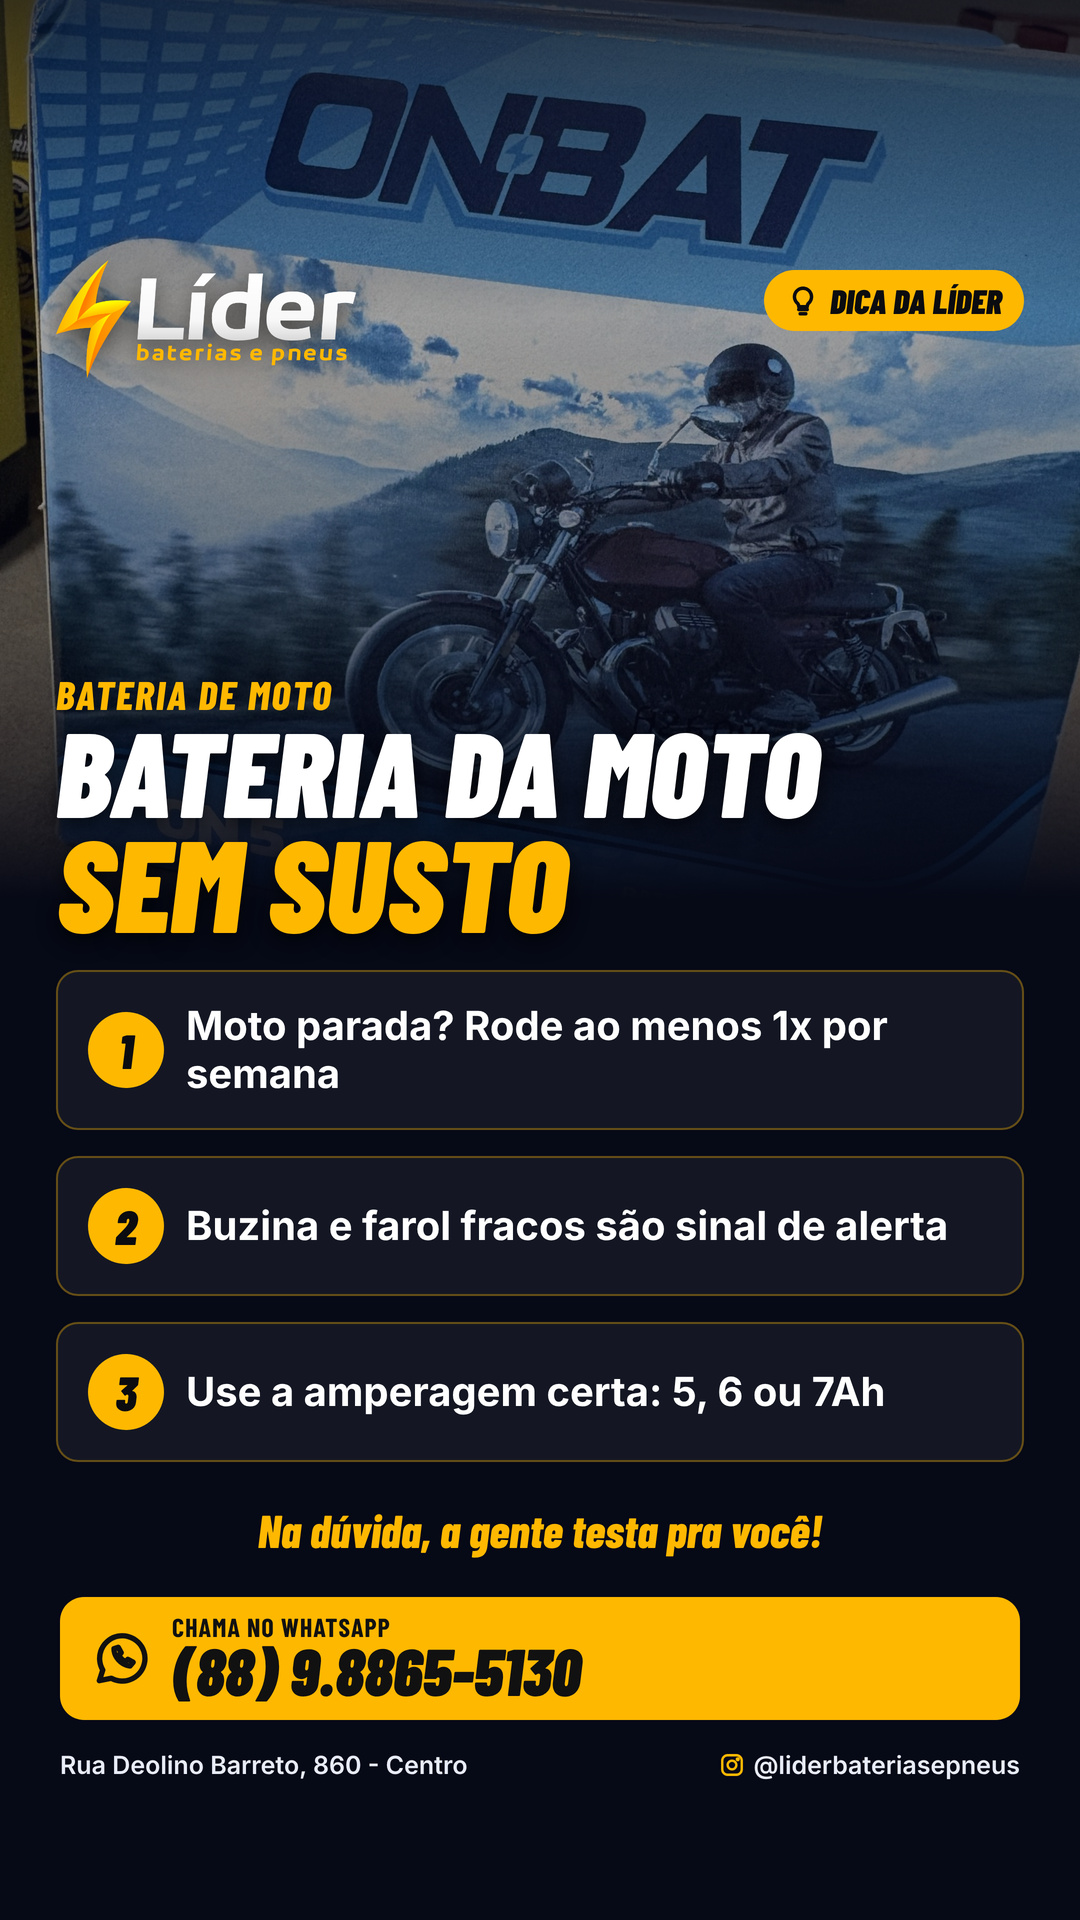 ONBAT
Líder
baterias e pneus
DICA DA LÍDER
BATERIA DE MOTO
BATERIA DA MOTO
SEM SUSTO
1
Moto parada? Rode ao menos 1x por
semana
2
Buzina e farol fracos são sinal de alerta
3
Use a amperagem certa: 5, 6 ou 7Ah
Na dúvida, a gente testa pra você!
CHAMA NO WHATSAPP
(88) 9.8865-5130
Rua Deolino Barreto, 860 - Centro
@liderbateriasepneus